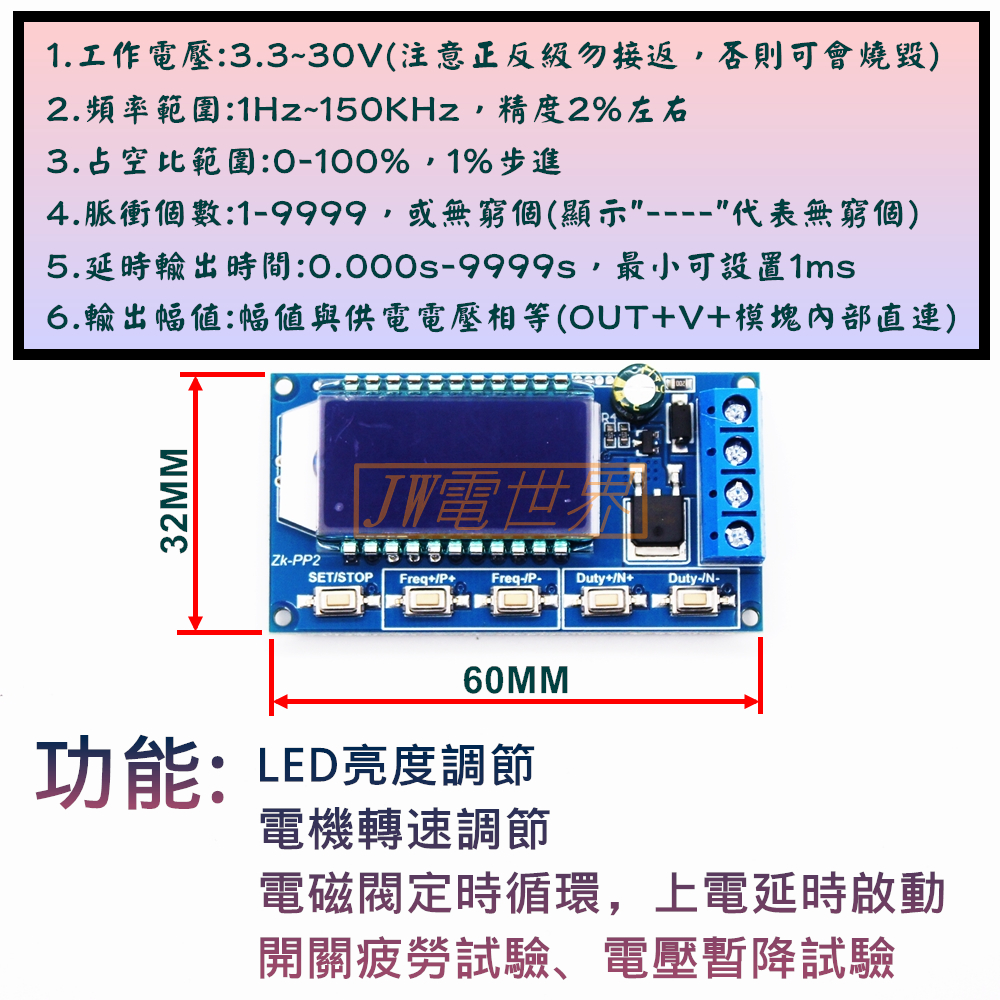 1.工作電壓:3.3~30V(注意正反級勿接返，否則可會燒毀)
2.頻率範圍:1Hz~150KHz，精度2%左右
3.占空比範圍:0-100%，1%步進
4.脈衝個數:1-9999，或無窮個(顯示"----"代表無窮個)
5.延時輸出時間:0.000s-9999s，最小可設置1ms
6.輸出幅值:幅值與供電電壓相等(OUT+V+模塊內部直連)
32MM
JW電世界
Zk-PP2
SET/STOP Freq+/P+ Freq-/P- Duty+/N+ Duty-/N-
60MM
功能:
LED亮度調節
電機轉速調節
電磁閥定時循環，上電延時啟動
開關疲勞試驗、電壓暫降試驗